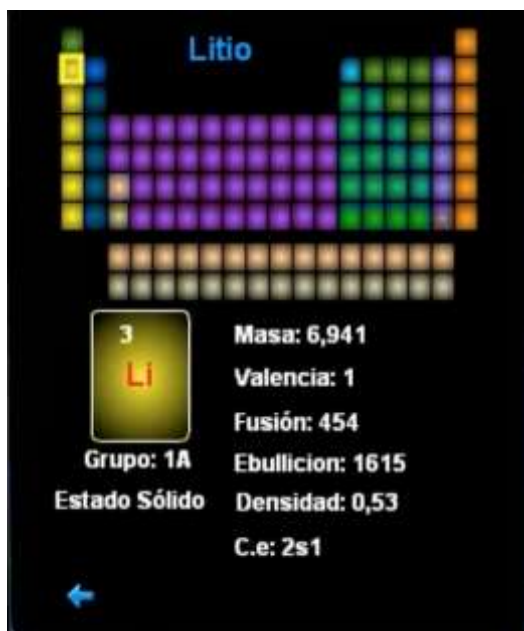 Litio
3
Li
Grupo: 1A
Estado Sólido
Masa: 6,941
Valencia: 1
Fusión: 454
Ebullicion: 1615
Densidad: 0,53
C.e: 2s1